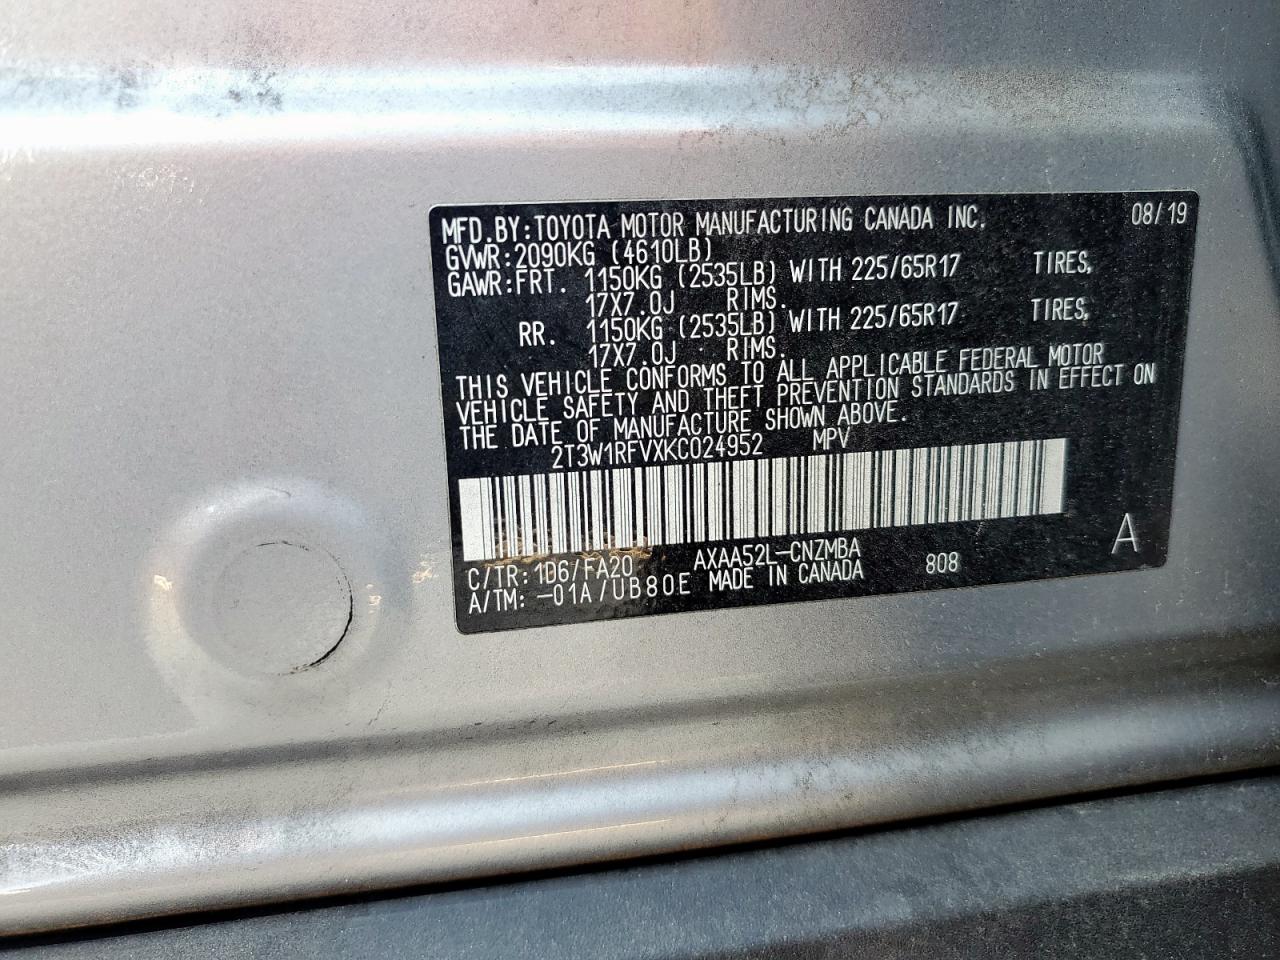 MFD.BY:TOYOTA MOTOR MANUFACTURING CANADA INC. 08/19
GVWR:2090KG (4610LB)
GAWR:FRT. 1150KG (2535LB) WITH 225/65R17 TIRES,
17X7.0J RIMS.
RR. 1150KG (2535LB) WITH 225/65R17 TIRES,
17X7.0J RIMS.
THIS VEHICLE CONFORMS TO ALL APPLICABLE FEDERAL MOTOR
VEHICLE SAFETY AND THEFT PREVENTION STANDARDS IN EFFECT ON
THE DATE OF MANUFACTURE SHOWN ABOVE.
2T3W1RFVXKC024952 MPV
C/TR:1D6/FA20 AXAA52L-CNZMBA 808 A
A/TM:-01A/UB80E MADE IN CANADA